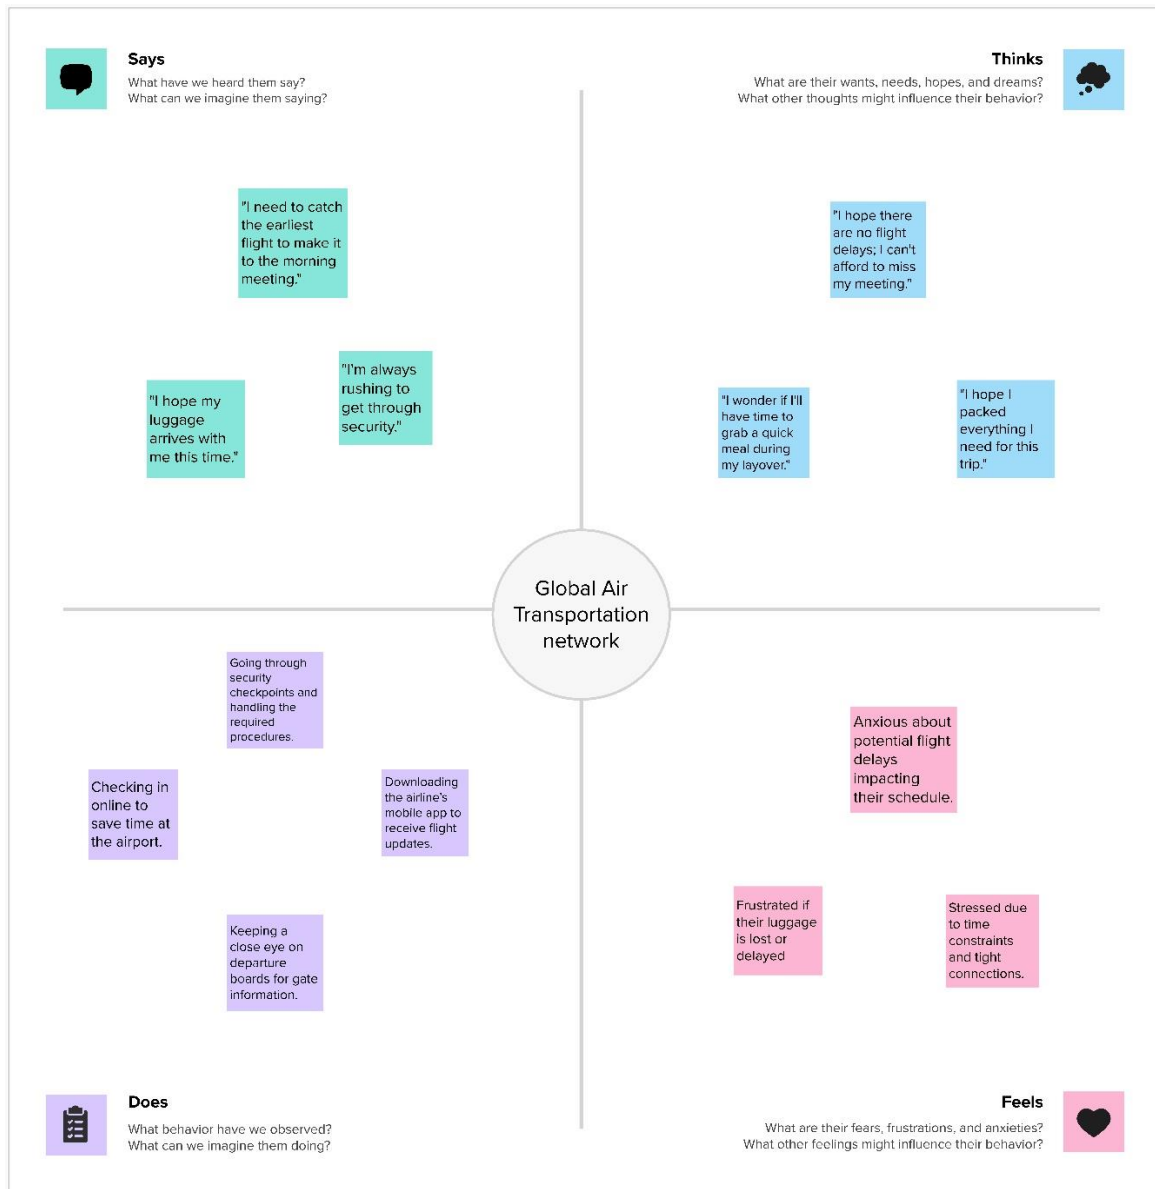 Says
What have we heard them say?
What can we imagine them saying?
Thinks
What are their wants, needs, hopes, and dreams?
What other thoughts might influence their behavior?
"I need to catch
the earliest
flight to make it
to the morning
meeting."
"I hope my
luggage
arrives with
me this time."
"I'm always
rushing to
get through
security."
"I hope there
are no flight
delays; I can't
afford to miss
my meeting."
"I wonder if I'll
have time to
grab a quick
meal during
my layover."
"I hope I
packed
everything I
need for this
trip."
Global Air
Transportation
network
Going through
security
checkpoints and
handling the
required
procedures.
Checking in
online to
save time at
the airport.
Downloading
the airline's
mobile app to
receive flight
updates.
Keeping a
close eye on
departure
boards for gate
information.
Anxious about
potential flight
delays
impacting
their schedule.
Frustrated if
their luggage
is lost or
delayed
Stressed due
to time
constraints
and tight
connections.
Does
What behavior have we observed?
What can we imagine them doing?
Feels
What are their fears, frustrations, and anxieties?
What other feelings might influence their behavior?